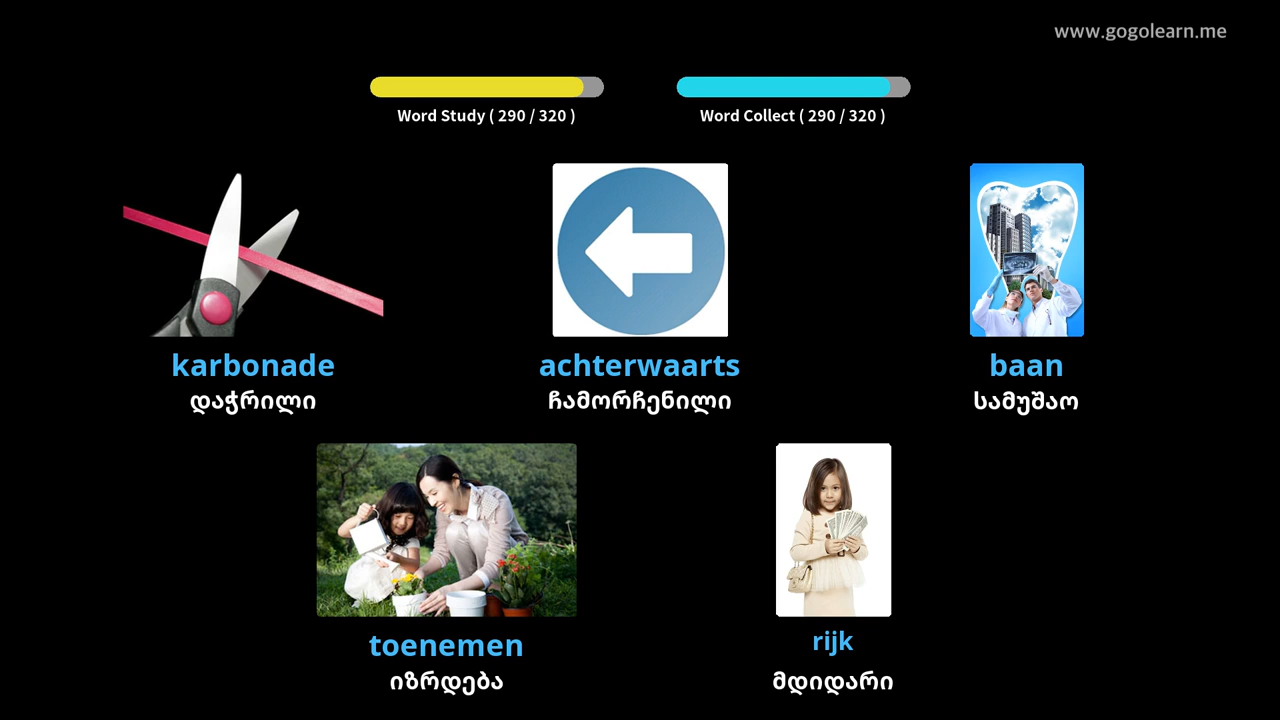 www.gogolearn.me
Word Study ( 290 / 320 )
Word Collect ( 290 / 320 )
karbonade
დაჭრილი
achterwaarts
ჩამორჩენილი
baan
სამუშაო
toenemen
იზრდება
rijk
მდიდარი